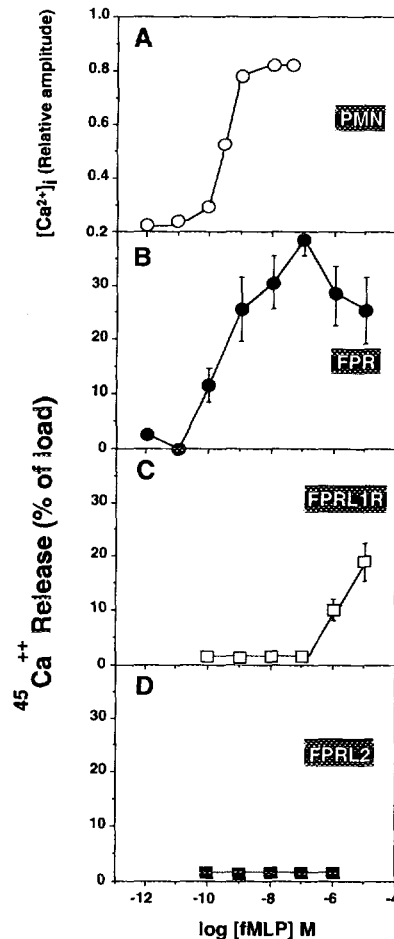 A
1.0
0.8
0.6
0.4
0.2
[Ca²⁺]i (Relative amplitude)
PMN
B
30
20
10
0
FPR
45Ca++ Release (% of load)
C
30
20
10
0
FPRL1R
D
30
20
10
0
FPRL2
-12 -10 -8 -6 -4
log [fMLP] M